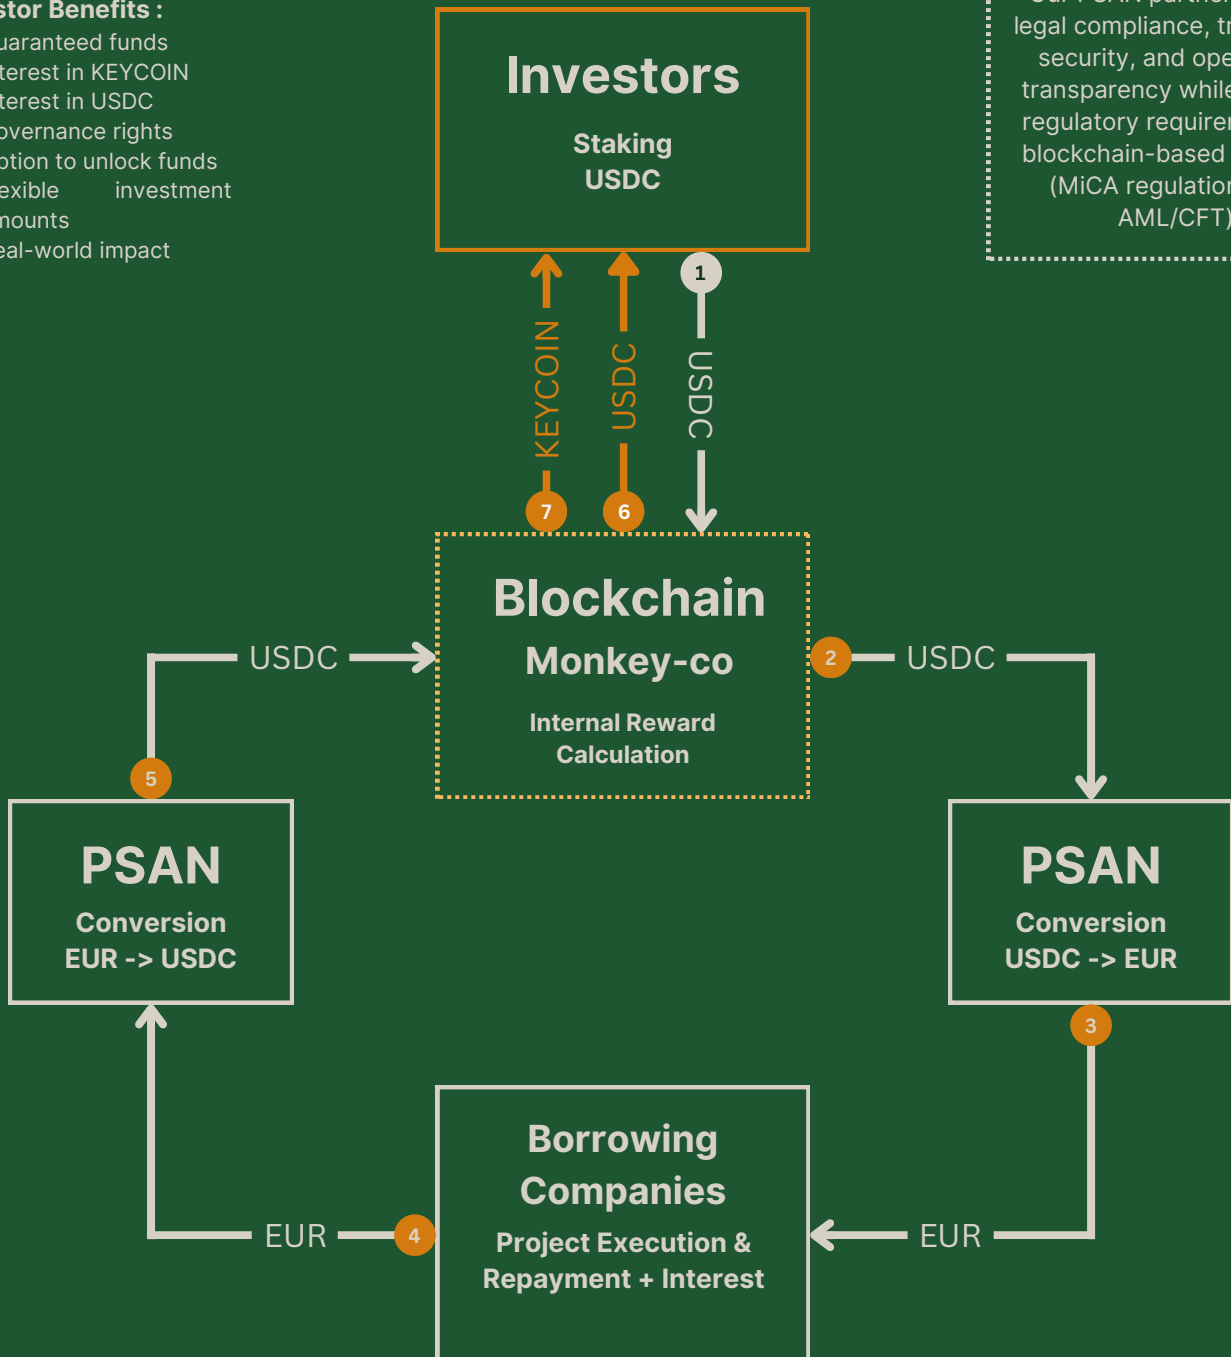 stor Benefits :
uaranteed funds
terest in KEYCOIN
terest in USDC
overnance rights
ption to unlock funds
exible investment
mounts
eal-world impact
Investors
Staking
USDC
legal compliance, tr
security, and ope
transparency while
regulatory requirer
blockchain-based
(MiCA regulation
AML/CFT)
1
KEYCOIN
USDC
USDC
7
6
Blockchain
Monkey-co
Internal Reward
Calculation
USDC
2
USDC
5
PSAN
Conversion
EUR -> USDC
PSAN
Conversion
USDC -> EUR
3
Borrowing
Companies
Project Execution &
Repayment + Interest
EUR
4
EUR